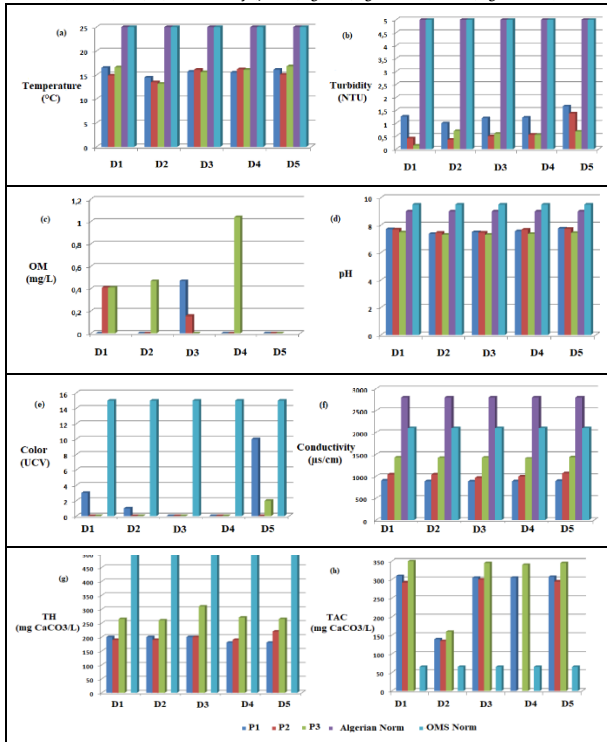 (a)
25
20
15
10
5
0
Temperature
(°C)
D1 D2 D3 D4 D5
(b)
5
4,5
4
3,5
3
2,5
2
1,5
1
0,5
0
Turbidity
(NTU)
D1 D2 D3 D4 D5
(c)
1,2
1
0,8
0,6
0,4
0,2
0
OM
(mg/L)
D1 D2 D3 D4 D5
(d)
10
8
6
4
2
0
pH
D1 D2 D3 D4 D5
(e)
16
14
12
10
8
6
4
2
0
Color
(UCV)
D1 D2 D3 D4 D5
(f)
3000
2500
2000
1500
1000
500
0
Conductivity
(µs/cm)
D1 D2 D3 D4 D5
(g)
500
450
400
350
300
250
200
150
100
50
0
TH
(mg CaCO3/L)
D1 D2 D3 D4 D5
(h)
350
300
250
200
150
100
50
0
TAC
(mg CaCO3/L)
D1 D2 D3 D4 D5
P1 P2 P3 Algerian Norm OMS Norm